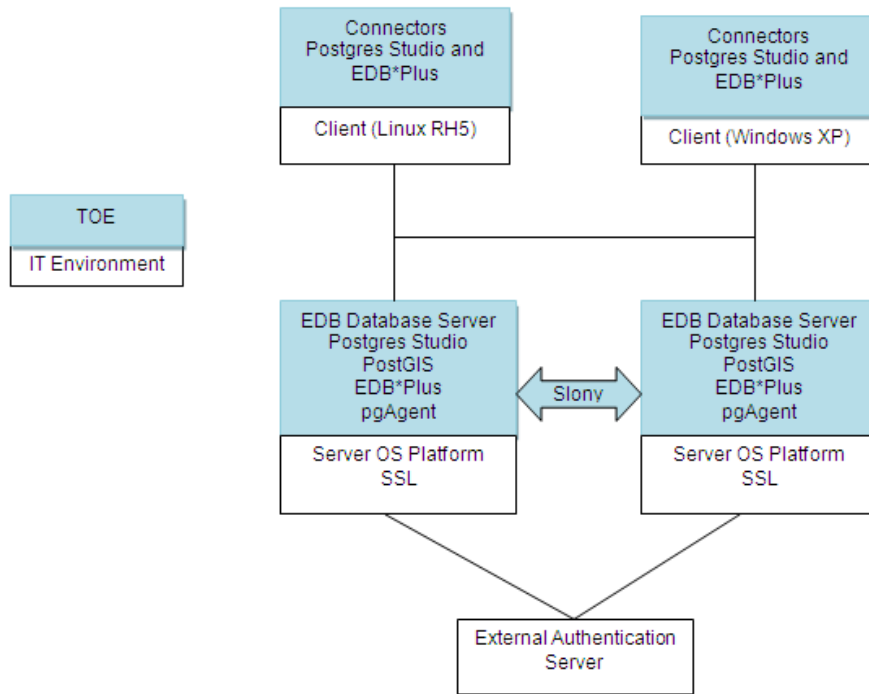 Connectors
Postgres Studio and
EDB*Plus
Client (Linux RH5)
Connectors
Postgres Studio and
EDB*Plus
Client (Windows XP)
TOE
IT Environment
EDB Database Server
Postgres Studio
PostGIS
EDB*Plus
pgAgent
Server OS Platform
SSL
Slony
EDB Database Server
Postgres Studio
PostGIS
EDB*Plus
pgAgent
Server OS Platform
SSL
External Authentication
Server